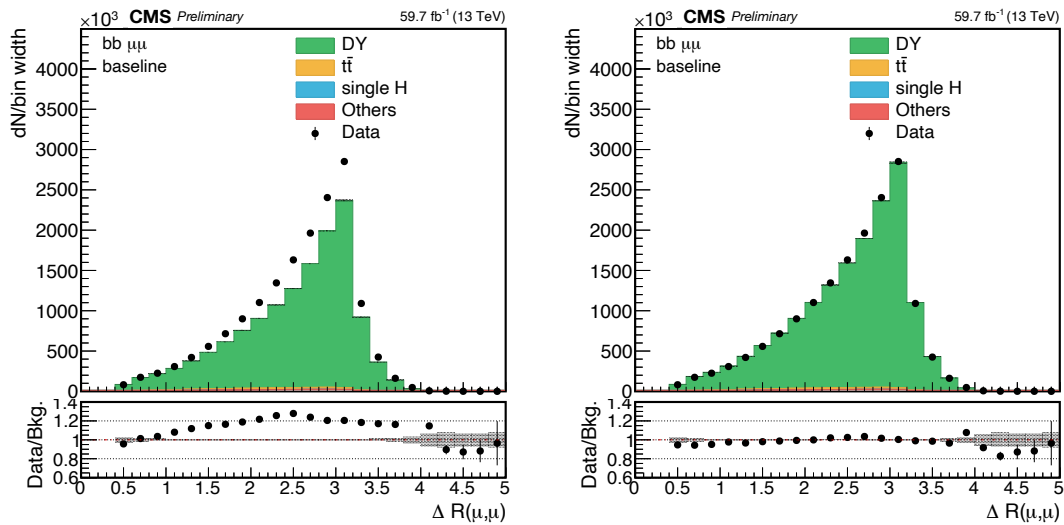 ×10³ CMS Preliminary 59.7 fb⁻¹ (13 TeV)
dN/bin width
bb μμ
baseline
DY
tt̄
single H
Others
Data
4000
3500
3000
2500
2000
1500
1000
500
0
Data/Bkg.
1.4
1.2
1
0.8
0.6
0 0.5 1 1.5 2 2.5 3 3.5 4 4.5 5
Δ R(μ,μ)
×10³ CMS Preliminary 59.7 fb⁻¹ (13 TeV)
dN/bin width
bb μμ
baseline
DY
tt̄
single H
Others
Data
4000
3500
3000
2500
2000
1500
1000
500
0
Data/Bkg.
1.4
1.2
1
0.8
0.6
0 0.5 1 1.5 2 2.5 3 3.5 4 4.5 5
Δ R(μ,μ)